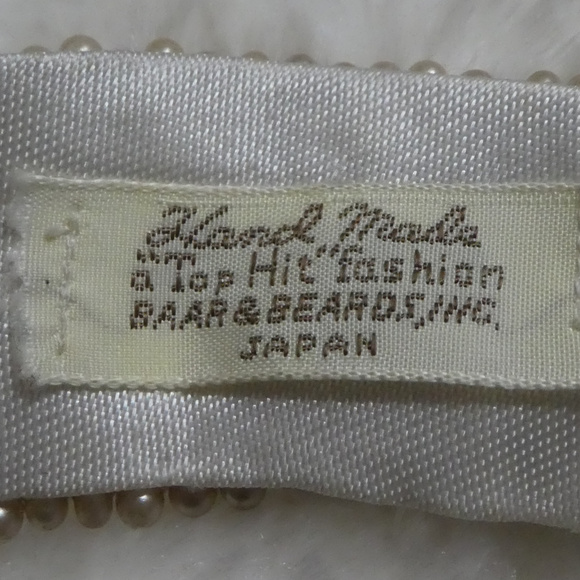 Hand Made
a "Top Hit" fashion
BAAR & BEARDS, INC.
JAPAN